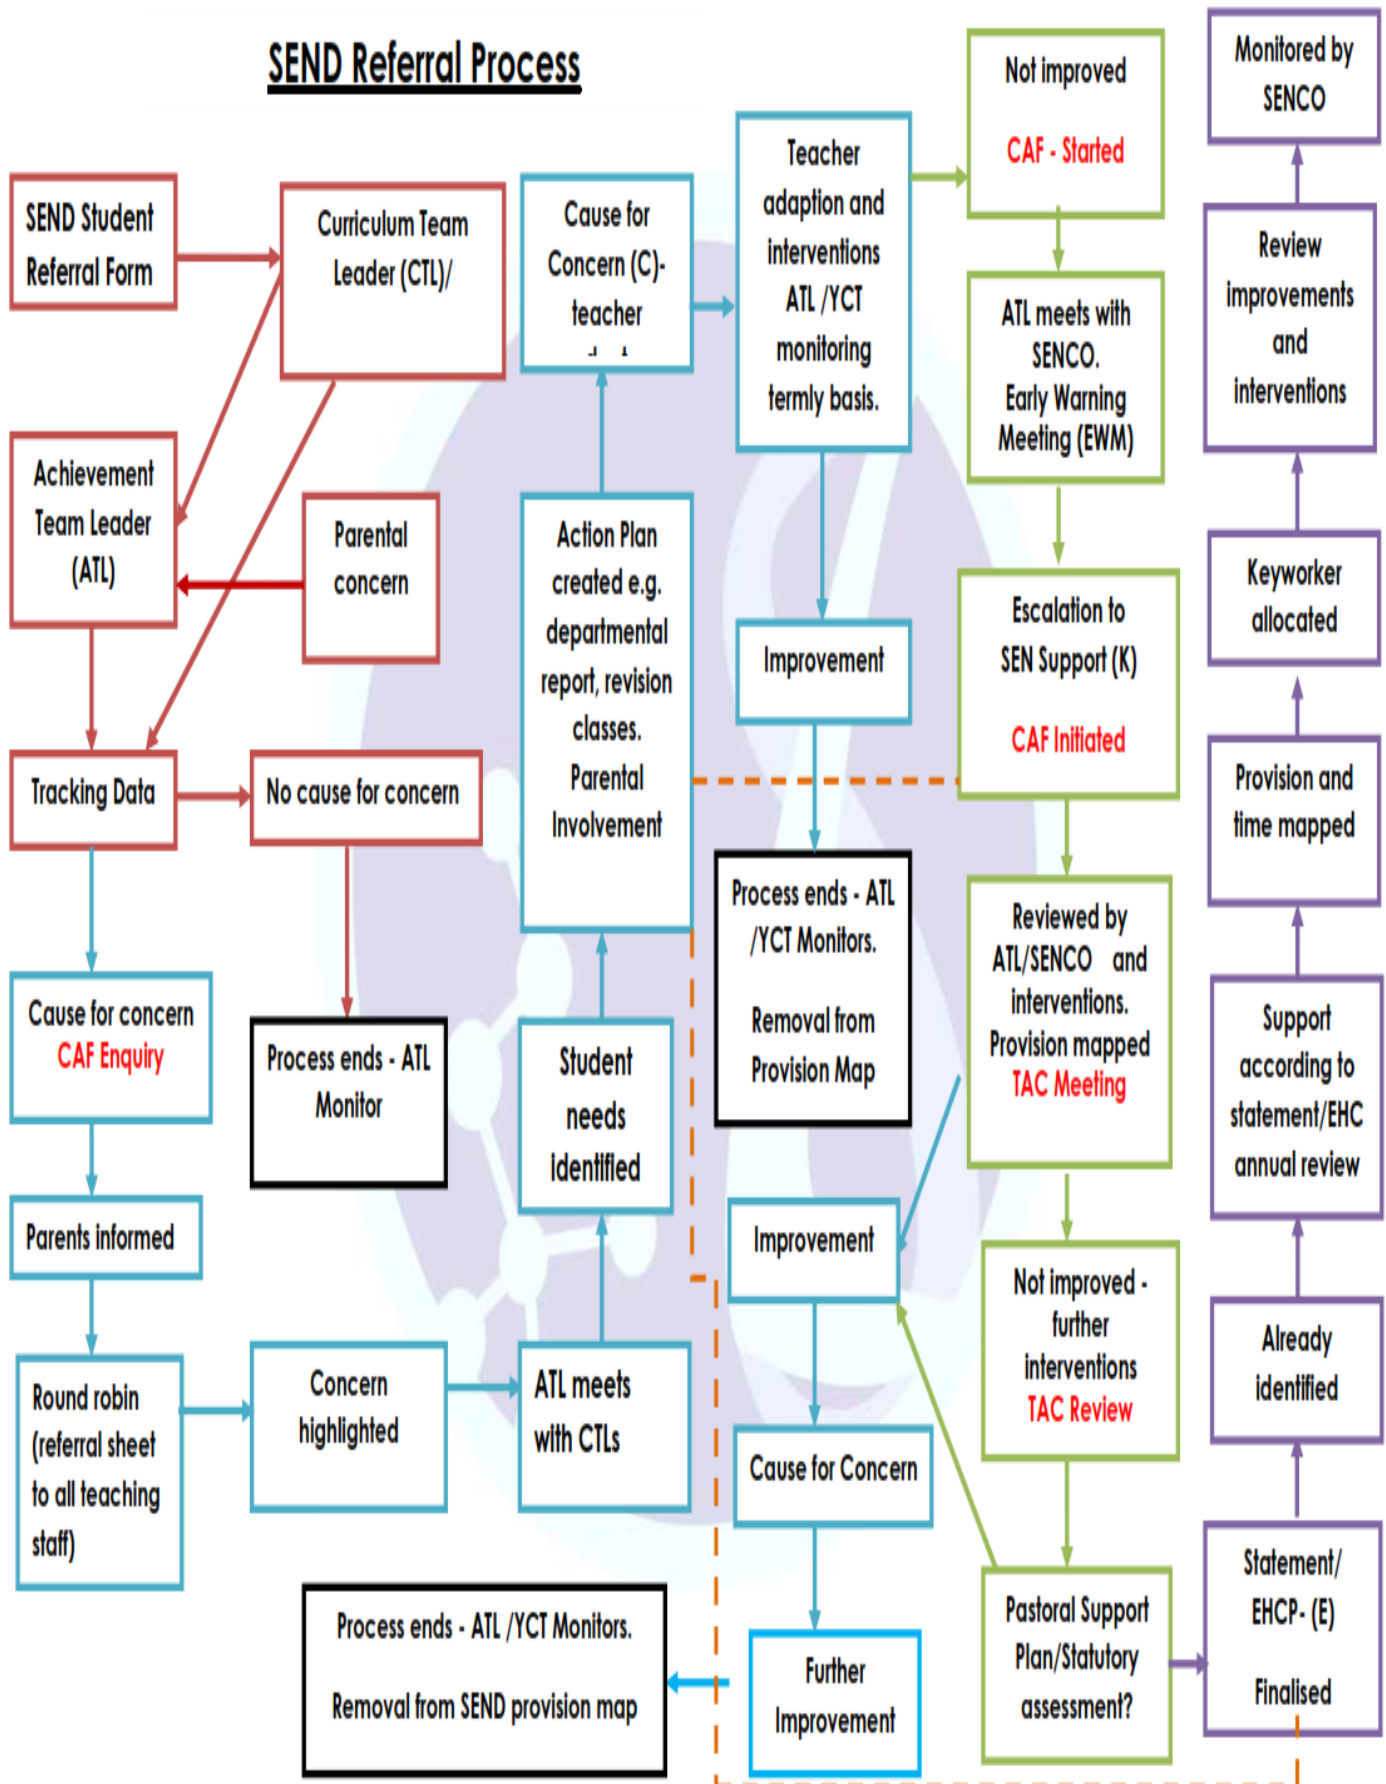 SEND Referral Process
SEND Student
Referral Form
Curriculum Team
Leader (CTL)/
Achievement
Team Leader
(ATL)
Parental
concern
Tracking Data
No cause for concern
Process ends - ATL
Monitor
Cause for concern
CAF Enquiry
Parents informed
Round robin
(referral sheet
to all teaching
staff)
Concern
highlighted
ATL meets
with CTLs
Student
needs
identified
Action Plan
created e.g.
departmental
report, revision
classes.
Parental
Involvement
Cause for
Concern (C)-
teacher
Teacher
adaption and
interventions
ATL /YCT
monitoring
termly basis.
Improvement
Process ends - ATL
/YCT Monitors.
Removal from
Provision Map
Not improved
CAF - Started
ATL meets with
SENCO.
Early Warning
Meeting (EWM)
Escalation to
SEN Support (K)
CAF Initiated
Reviewed by
ATL/SENCO and
interventions.
Provision mapped
TAC Meeting
Not improved -
further
interventions
TAC Review
Pastoral Support
Plan/Statutory
assessment?
Improvement
Cause for Concern
Further
Improvement
Process ends - ATL /YCT Monitors.
Removal from SEND provision map
Statement/
EHCP- (E)
Finalised
Already
identified
Support
according to
statement/EHC
annual review
Provision and
time mapped
Keyworker
allocated
Review
improvements
and
interventions
Monitored by
SENCO